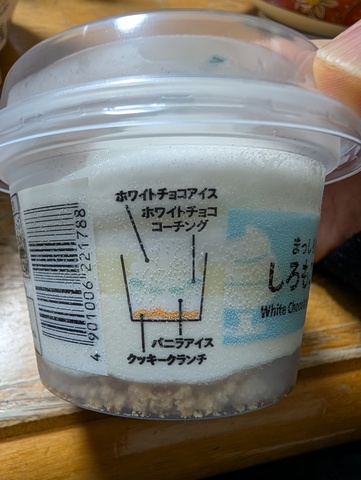 ホワイトチョコアイス
ホワイトチョコ
コーチング
バニラアイス
クッキークランチ
4 901006 221788
まっし
しろも
White Choco